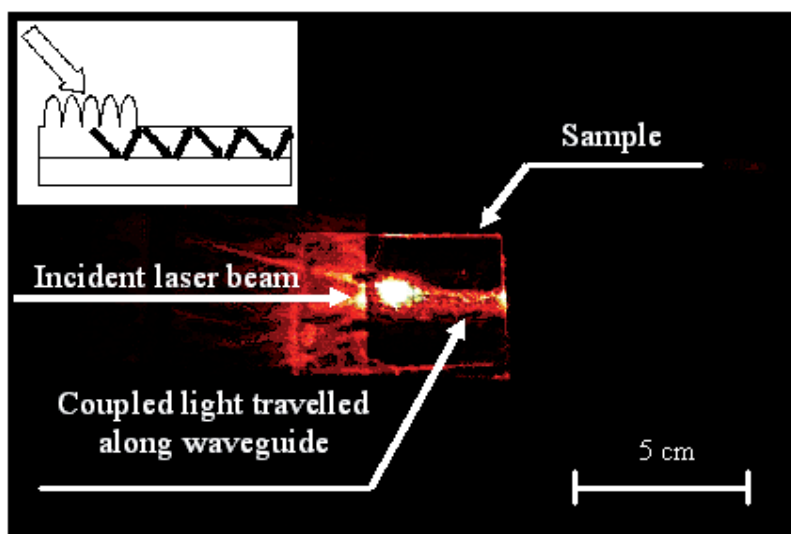 Sample
Incident laser beam
Coupled light travelled
along waveguide
5 cm